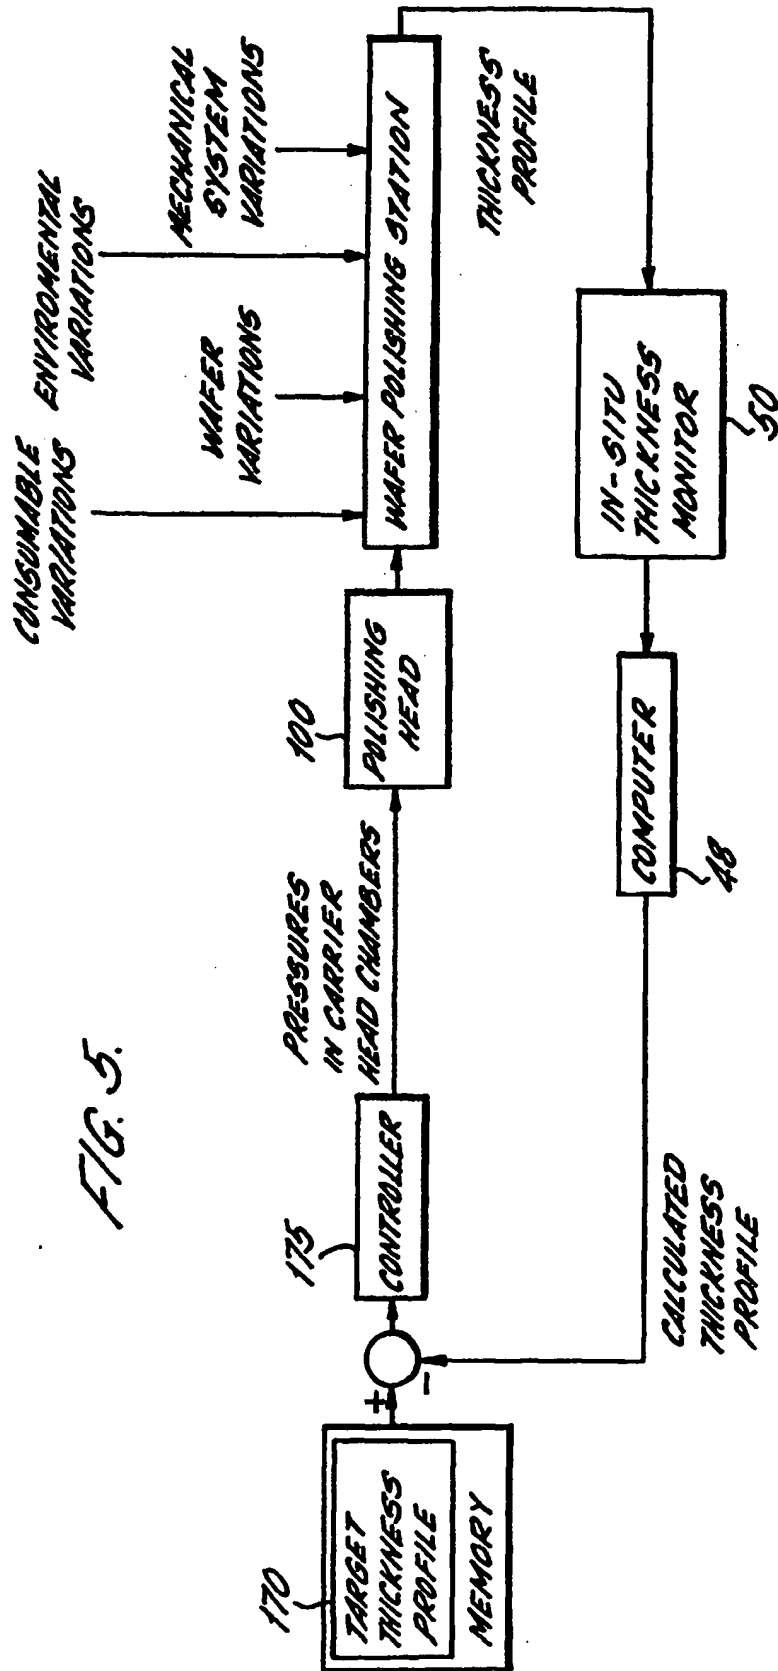 FIG. 5.
CONSUMABLE
VARIATIONS
ENVIROMENTAL
VARIATIONS
WAFER
VARIATIONS
MECHANICAL
SYSTEM
VARIATIONS
170
TARGET
THICKNESS
PROFILE
MEMORY
+
-
175
CONTROLLER
PRESSURES
IN CARRIER
HEAD CHAMBERS
100
POLISHING
HEAD
WAFER POLISHING STATION
THICKNESS
PROFILE
IN-SITU
THICKNESS
MONITOR
50
COMPUTER
48
CALCULATED
THICKNESS
PROFILE